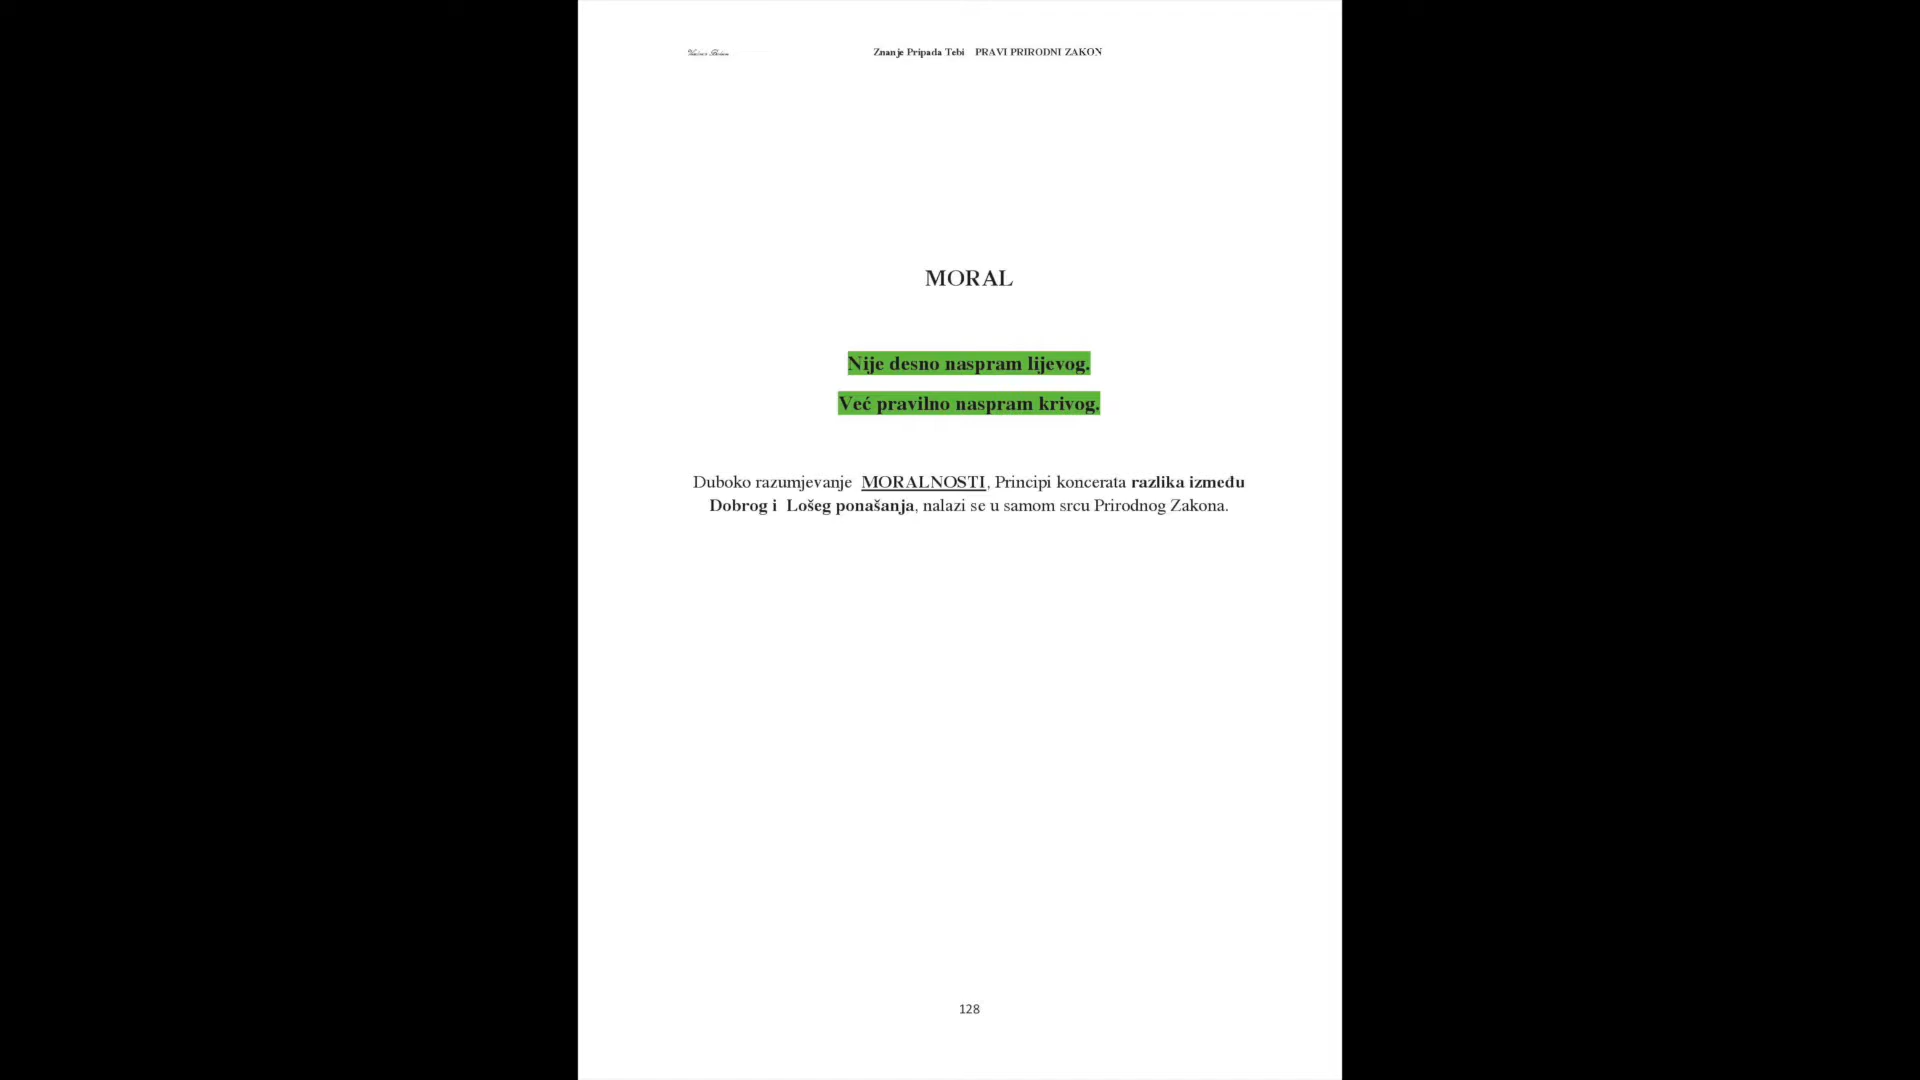 Znanje Pripada Tebi PRAVI PRIRODNI ZAKON
MORAL
Nije desno naspram lijevog.
Već pravilno naspram krivog.
Duboko razumjevanje MORALNOSTI, Principi koncerata razlika između
Dobrog i Lošeg ponašanja, nalazi se u samom srcu Prirodnog Zakona.
128